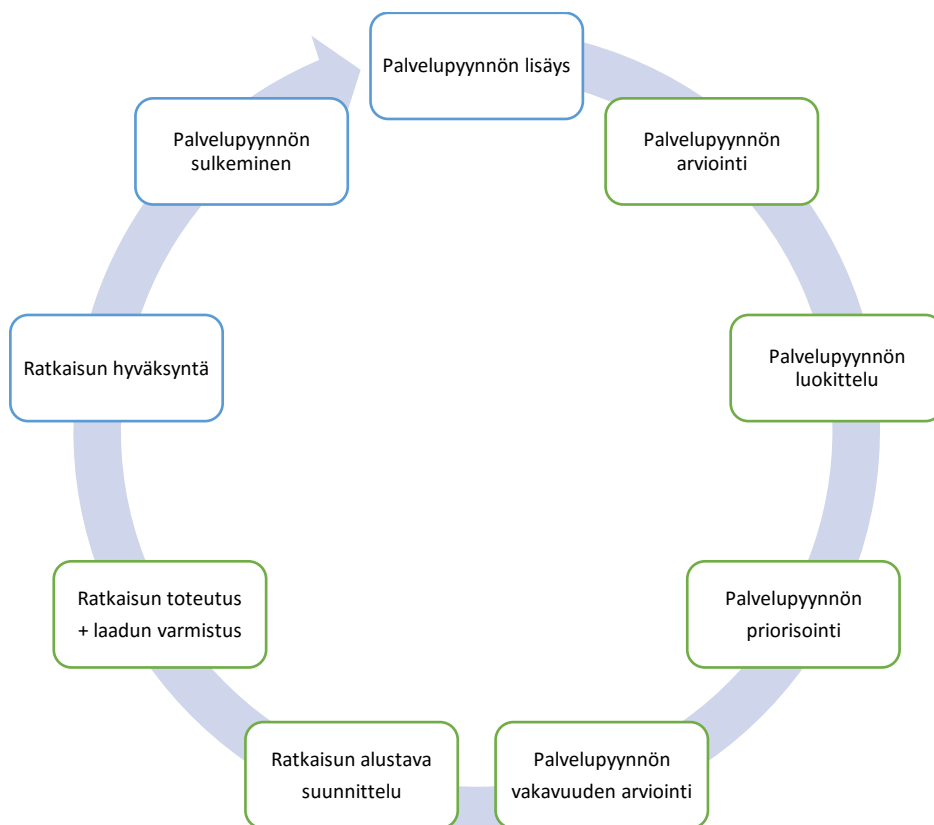 Palvelupyynnön lisäys
Palvelupyynnön
arviointi
Palvelupyynnön
luokittelu
Palvelupyynnön
priorisointi
Palvelupyynnön
vakavuuden arviointi
Ratkaisun alustava
suunnittelu
Ratkaisun toteutus
+ laadun varmistus
Ratkaisun hyväksyntä
Palvelupyynnön
sulkeminen